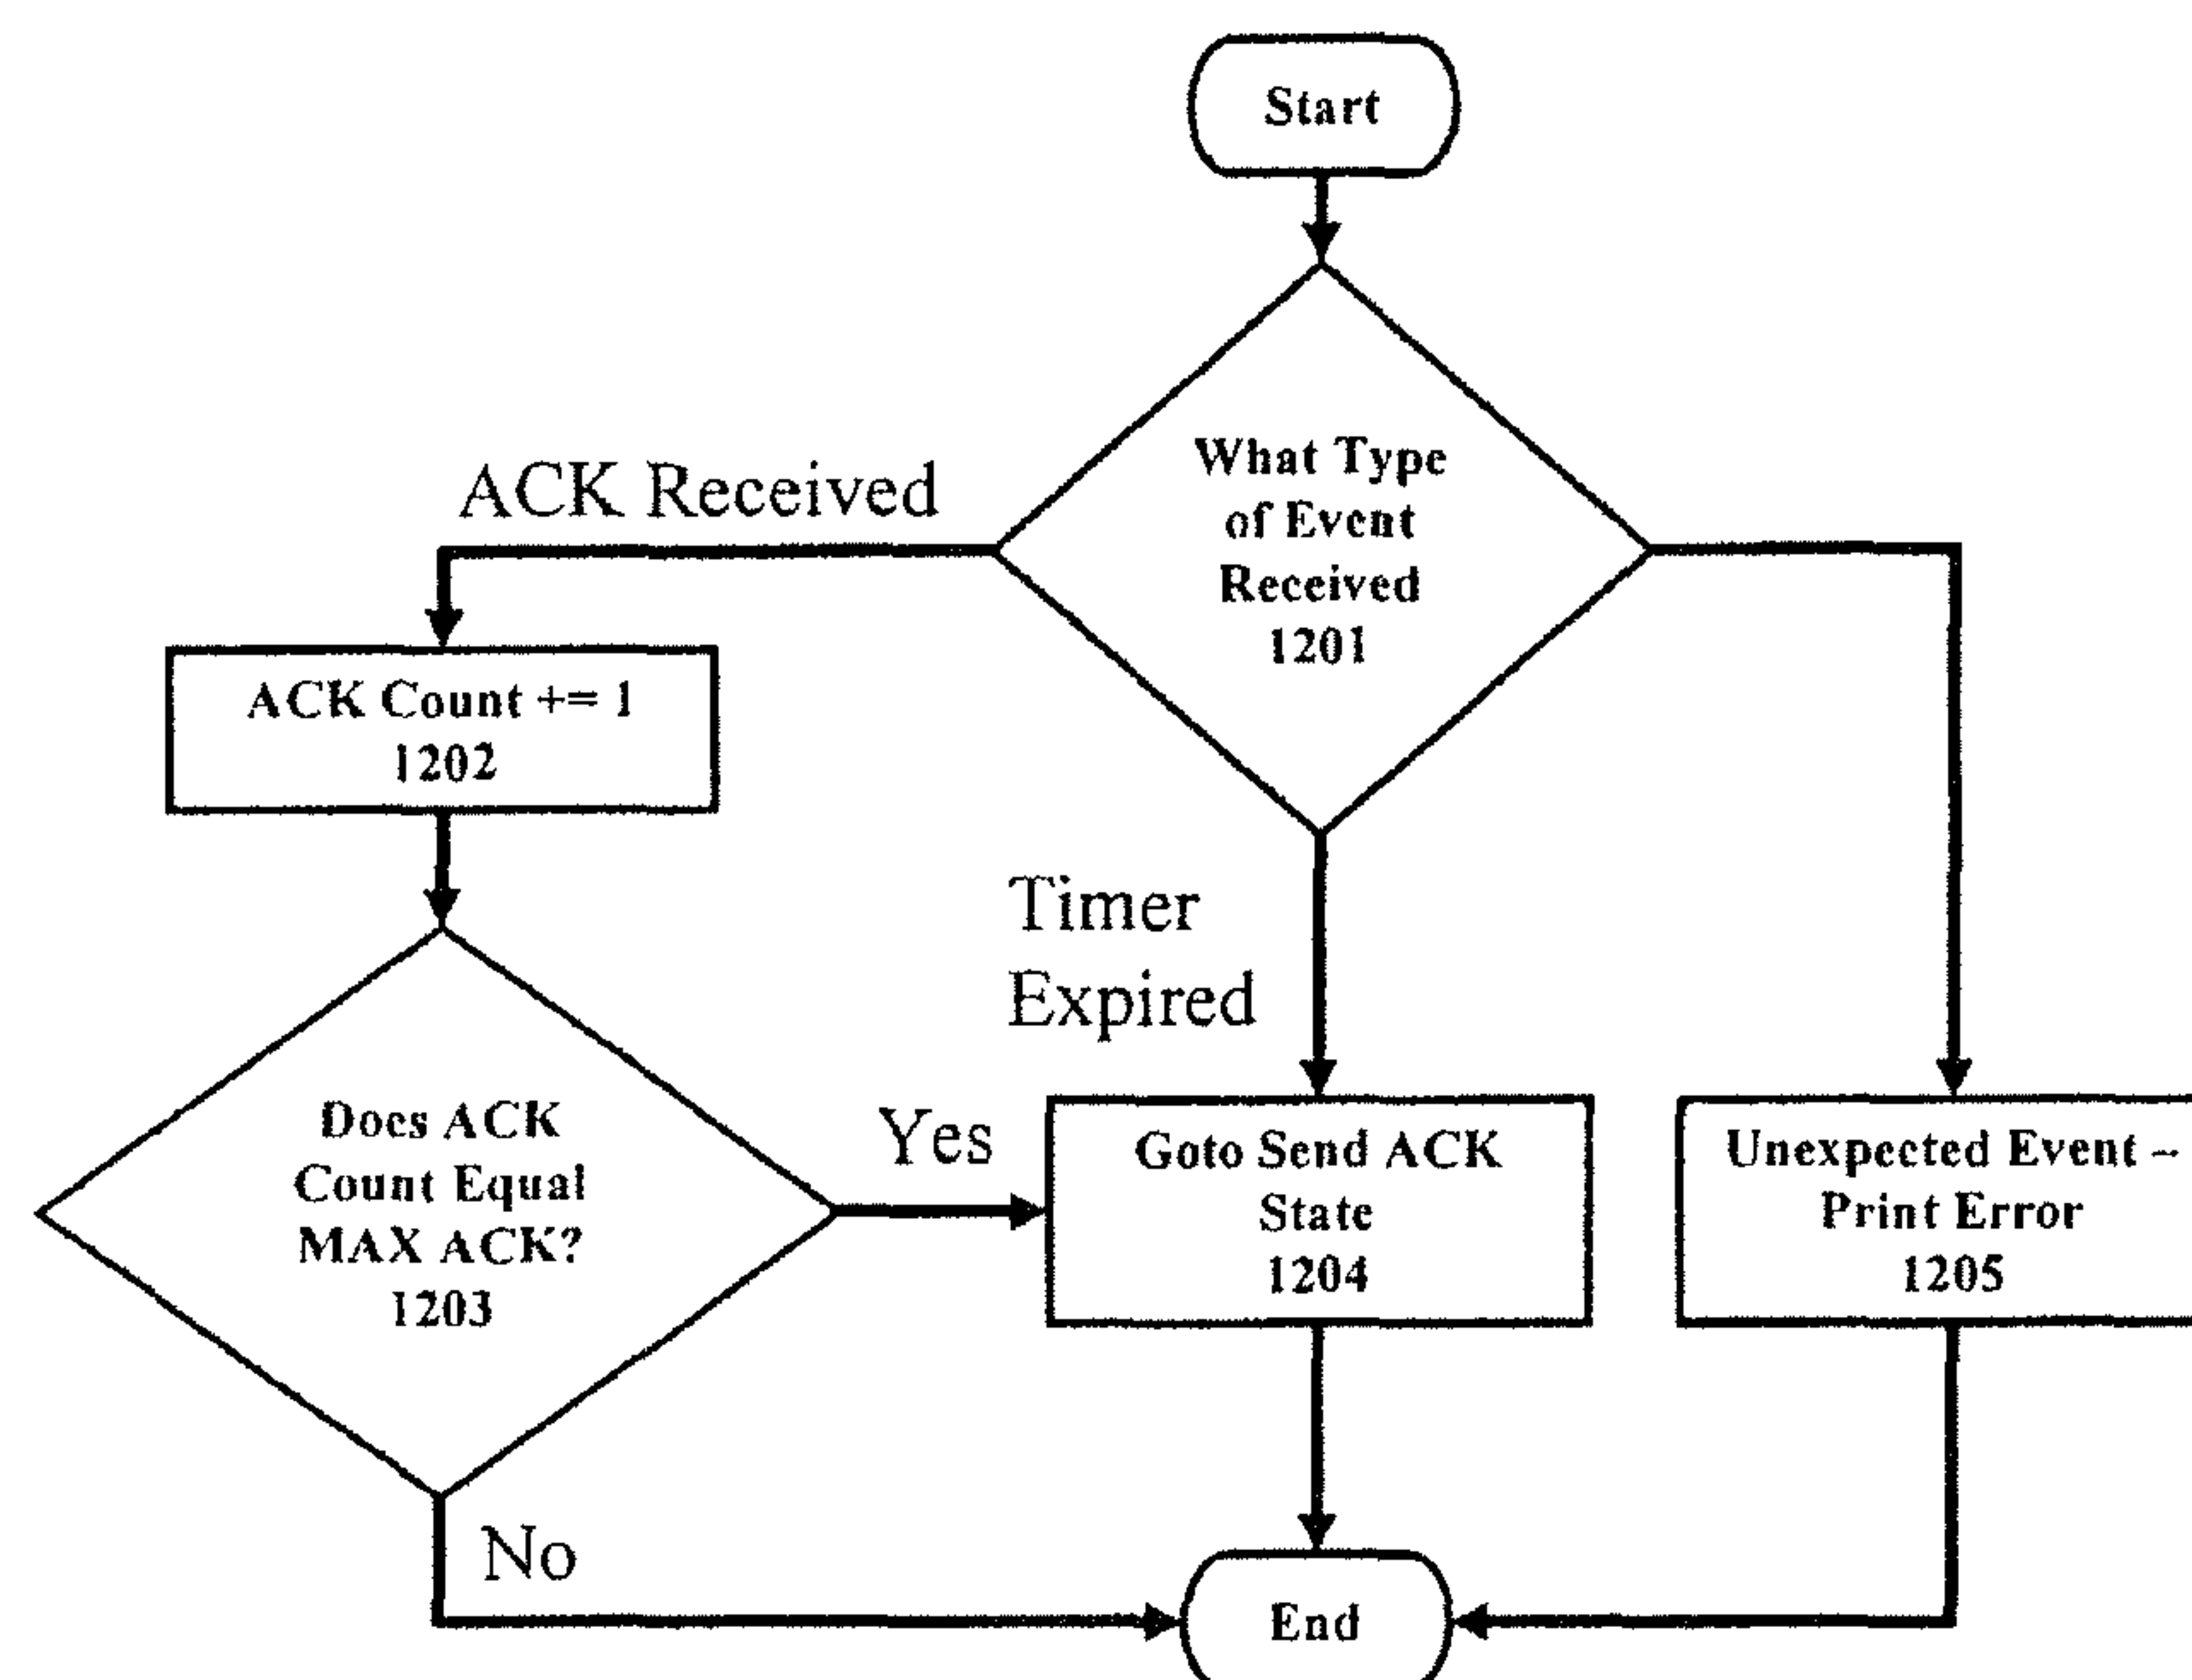 Start
What Type
of Event
Received
1201
ACK Received
ACK Count += 1
1202
Timer
Expired
Does ACK
Count Equal
MAX ACK?
1203
Yes
Goto Send ACK
State
1204
Unexpected Event –
Print Error
1205
No
End